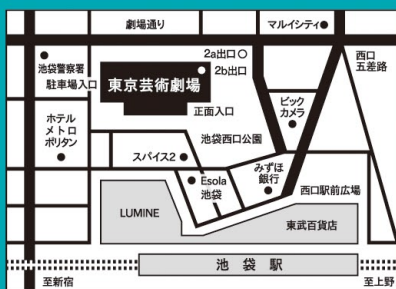 劇場通り
マルイシティ
2a出口
2b出口
西口
五差路
池袋警察署
駐車場入口
東京芸術劇場
正面入口
ビック
カメラ
ホテル
メトロ
ポリタン
池袋西口公園
スパイス2
みずほ
銀行
Esola
池袋
西口駅前広場
LUMINE
東武百貨店
池袋駅
至新宿
至上野